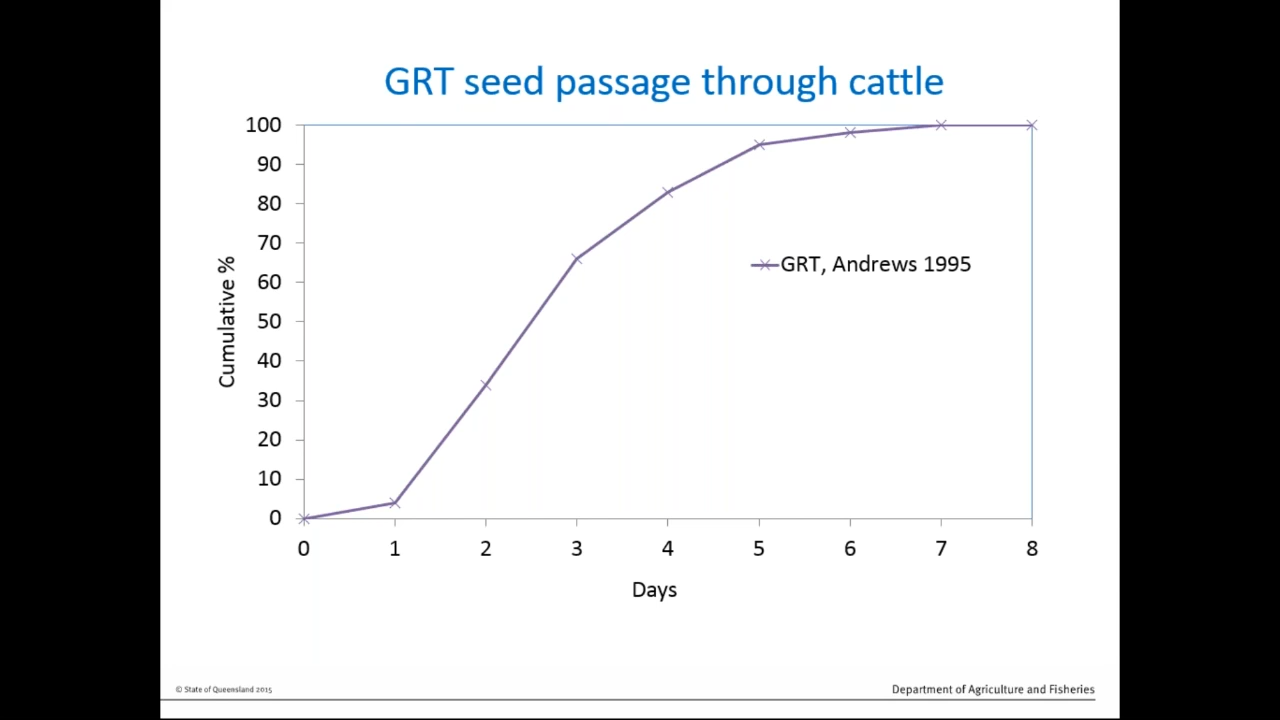 GRT seed passage through cattle
100
90
80
70
60
50
40
30
20
10
0
Cumulative %
GRT, Andrews 1995
0 1 2 3 4 5 6 7 8
Days
© State of Queensland 2015
Department of Agriculture and Fisheries